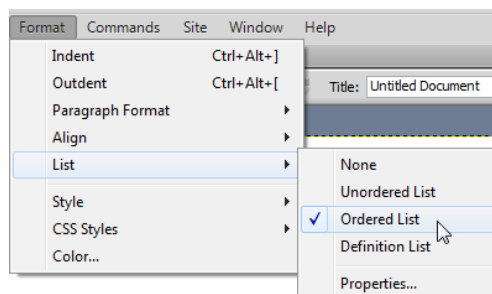 Format Commands Site Window Help
Indent Ctrl+Alt+]
Outdent Ctrl+Alt+[
Title: Untitled Document
Paragraph Format
Align
List
None
Unordered List
Style
Ordered List
CSS Styles
Definition List
Color...
Properties...